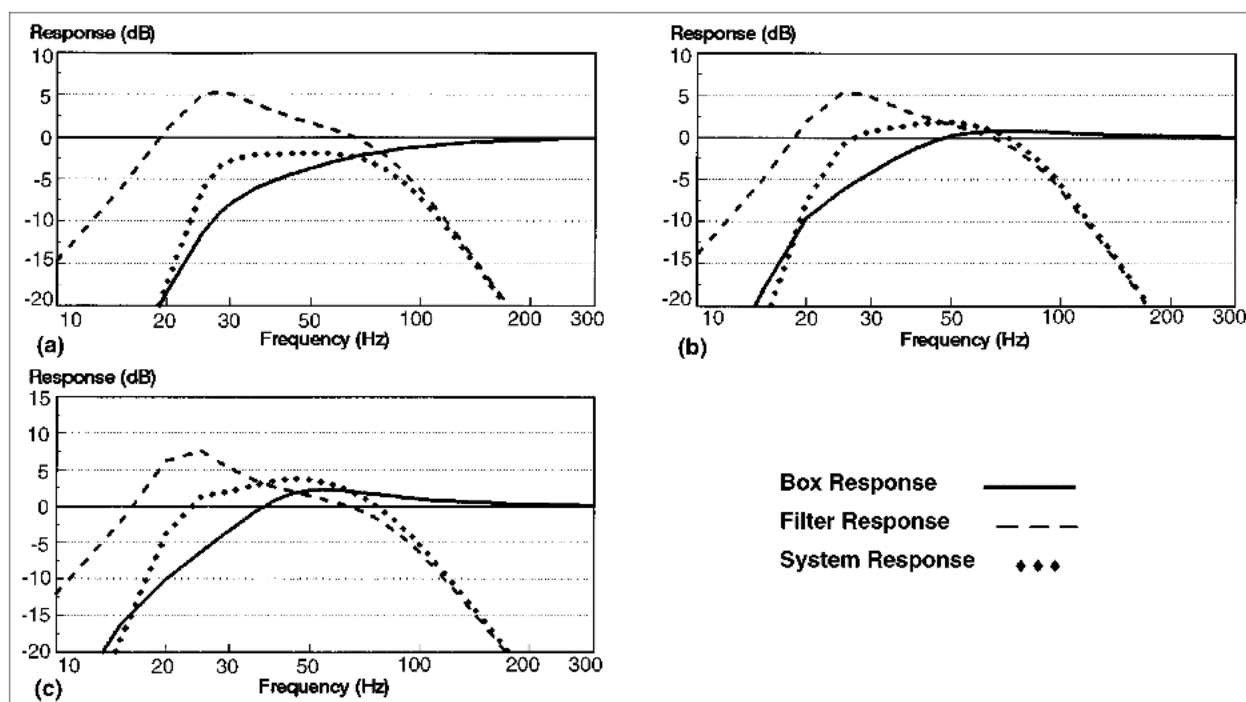 Response (dB)
10
5
0
-5
-10
-15
-20
10 20 30 50 100 200 300
Frequency (Hz)
(a)
Response (dB)
10
5
0
-5
-10
-15
-20
10 20 30 50 100 200 300
Frequency (Hz)
(b)
Response (dB)
15
10
5
0
-5
-10
-15
-20
10 20 30 50 100 200 300
Frequency (Hz)
(c)
Box Response
Filter Response
System Response